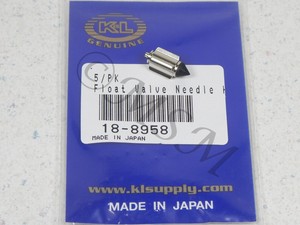 K&L
GENUINE
5/PK
Float Valve Needle K
18-8958
MADE IN JAPAN
www.klsupply.com
MADE IN JAPAN